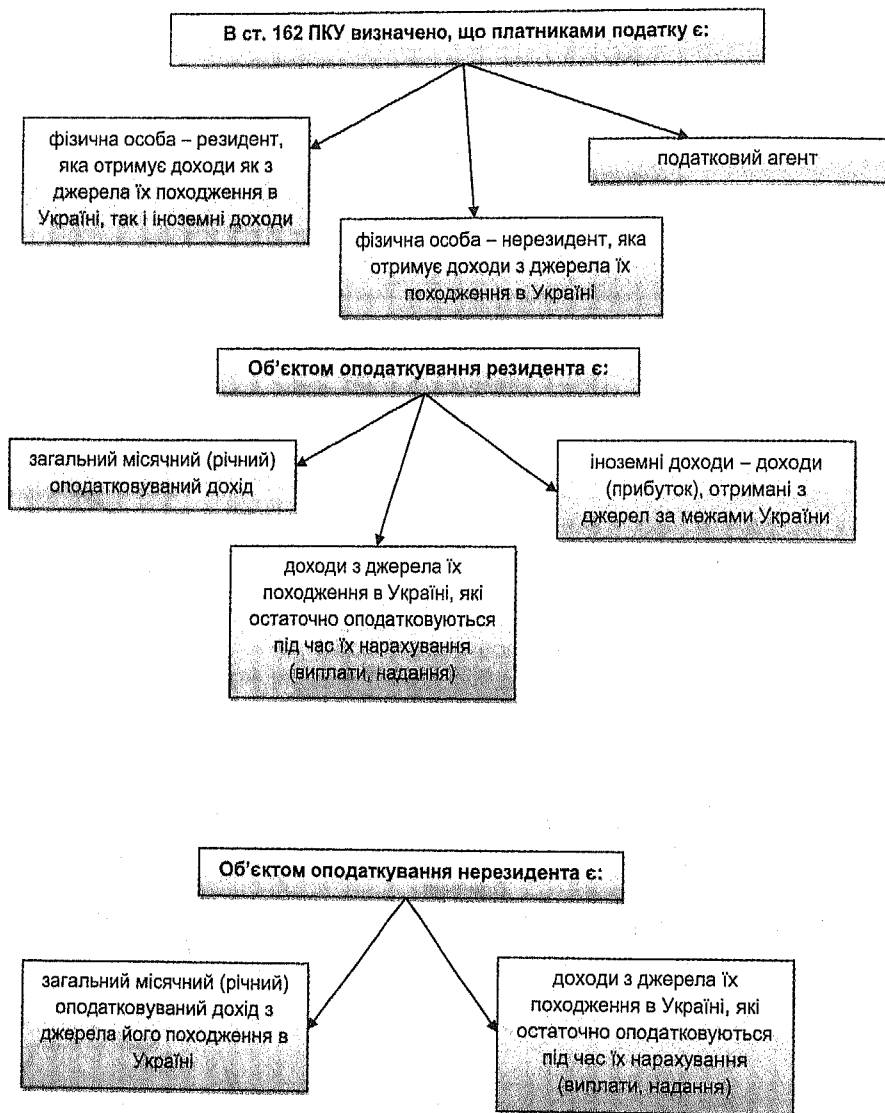 В ст. 162 ПКУ визначено, що платниками податку є:
фізична особа – резидент,
яка отримує доходи як з
джерела їх походження в
Україні, так і іноземні доходи
податковий агент
фізична особа – нерезидент, яка
отримує доходи з джерела їх
походження в Україні
Об'єктом оподаткування резидента є:
загальний місячний (річний)
оподатковуваний дохід
іноземні доходи – доходи
(прибуток), отримані з
джерел за межами України
доходи з джерела їх
походження в Україні, які
остаточно оподатковуються
під час їх нарахування
(виплати, надання)
Об'єктом оподаткування нерезидента є:
загальний місячний (річний)
оподатковуваний дохід з
джерела його походження в
Україні
доходи з джерела їх
походження в Україні, які
остаточно оподатковуються
під час їх нарахування
(виплати, надання)